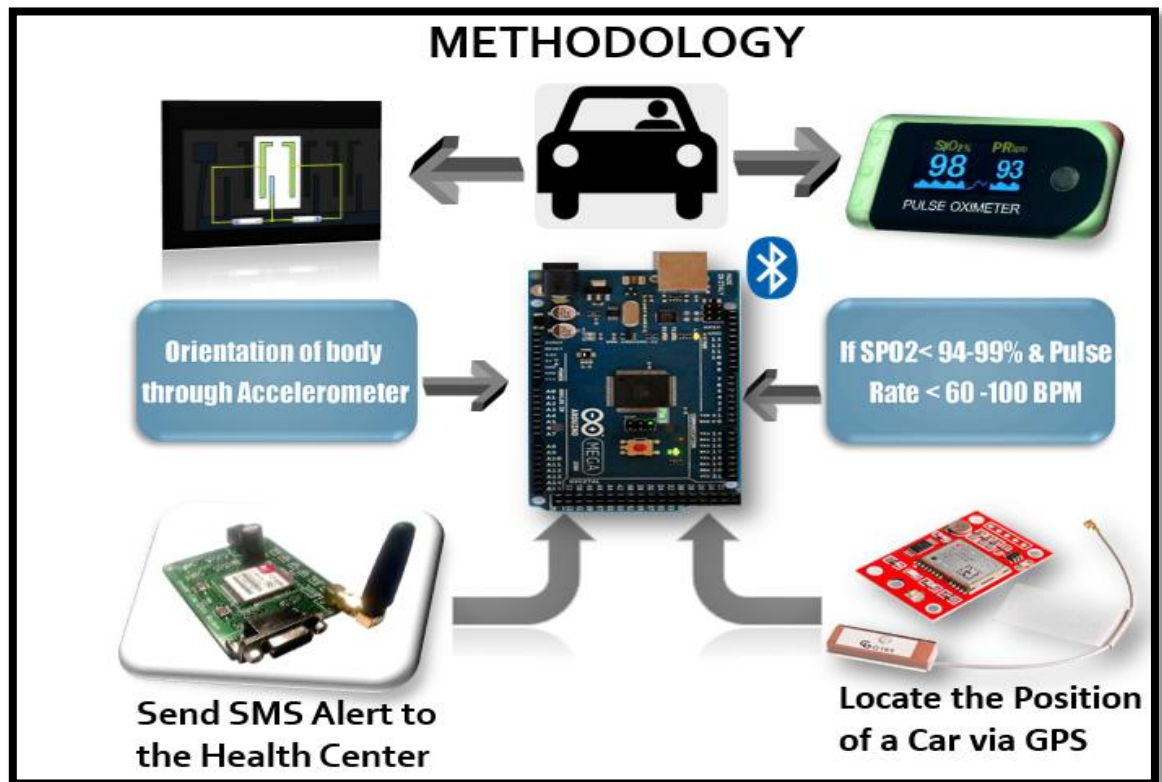 METHODOLOGY
SpO2% PRbpm
98 93
PULSE OXIMETER
Orientation of body
through Accelerometer
If SPO2< 94-99% & Pulse
Rate < 60 -100 BPM
ARDUINO
MEGA
Send SMS Alert to
the Health Center
Locate the Position
of a Car via GPS